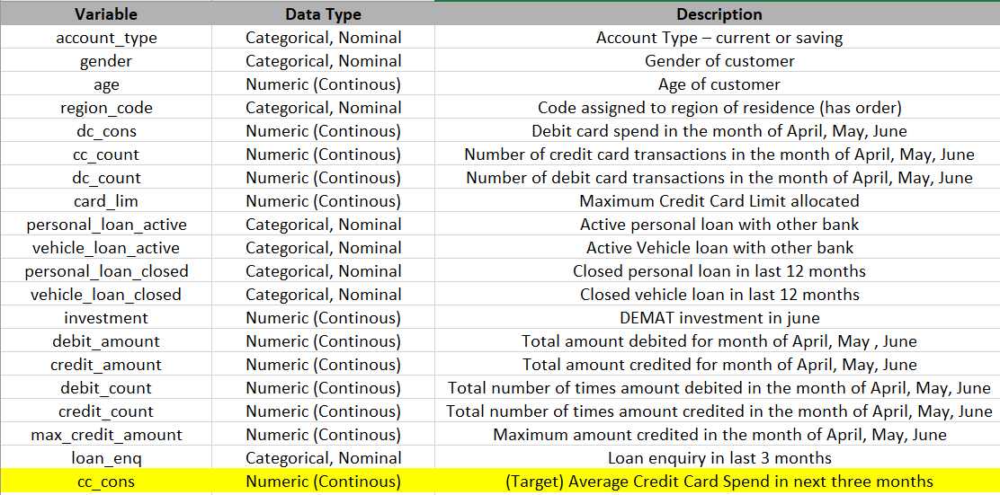 Variable Data Type Description
account_type Categorical, Nominal Account Type – current or saving
gender Categorical, Nominal Gender of customer
age Numeric (Continous) Age of customer
region_code Categorical, Nominal Code assigned to region of residence (has order)
dc_cons Numeric (Continous) Debit card spend in the month of April, May, June
cc_count Numeric (Continous) Number of credit card transactions in the month of April, May, June
dc_count Numeric (Continous) Number of debit card transactions in the month of April, May, June
card_lim Numeric (Continous) Maximum Credit Card Limit allocated
personal_loan_active Categorical, Nominal Active personal loan with other bank
vehicle_loan_active Categorical, Nominal Active Vehicle loan with other bank
personal_loan_closed Categorical, Nominal Closed personal loan in last 12 months
vehicle_loan_closed Categorical, Nominal Closed vehicle loan in last 12 months
investment Numeric (Continous) DEMAT investment in june
debit_amount Numeric (Continous) Total amount debited for month of April, May , June
credit_amount Numeric (Continous) Total amount credited for month of April, May, June
debit_count Numeric (Continous) Total number of times amount debited in the month of April, May, June
credit_count Numeric (Continous) Total number of times amount credited in the month of April, May, June
max_credit_amount Numeric (Continous) Maximum amount credited in the month of April, May, June
loan_enq Categorical, Nominal Loan enquiry in last 3 months
cc_cons Numeric (Continous) (Target) Average Credit Card Spend in next three months